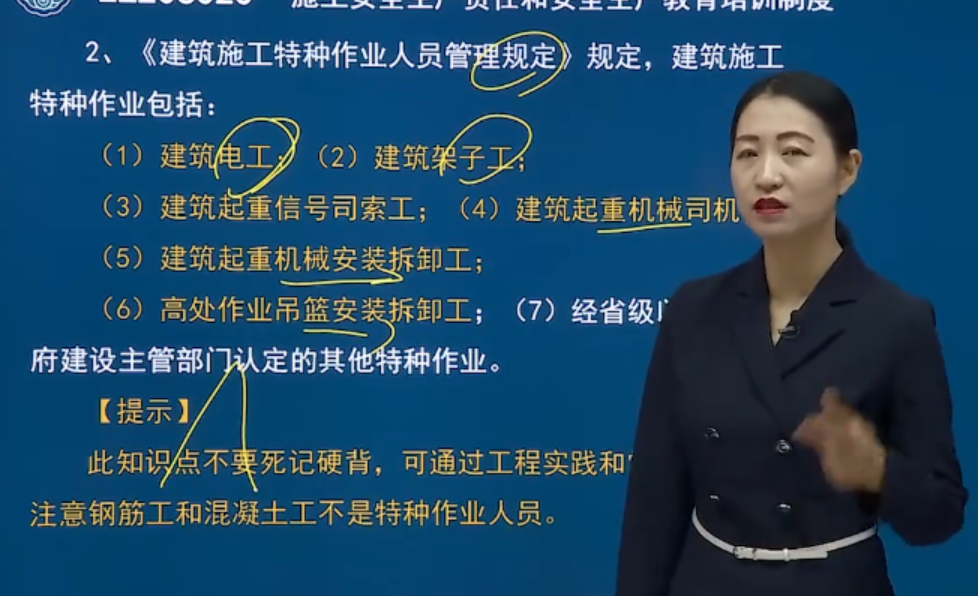 施工安全生产责任和安全生产教育培训制度
2、《建筑施工特种作业人员管理规定》规定，建筑施工
特种作业包括：
（1）建筑电工；（2）建筑架子工；
（3）建筑起重信号司索工；（4）建筑起重机械司机
（5）建筑起重机械安装拆卸工；
（6）高处作业吊篮安装拆卸工；（7）经省级
府建设主管部门认定的其他特种作业。
【提示】
此知识点不要死记硬背，可通过工程实践和
注意钢筋工和混凝土工不是特种作业人员。